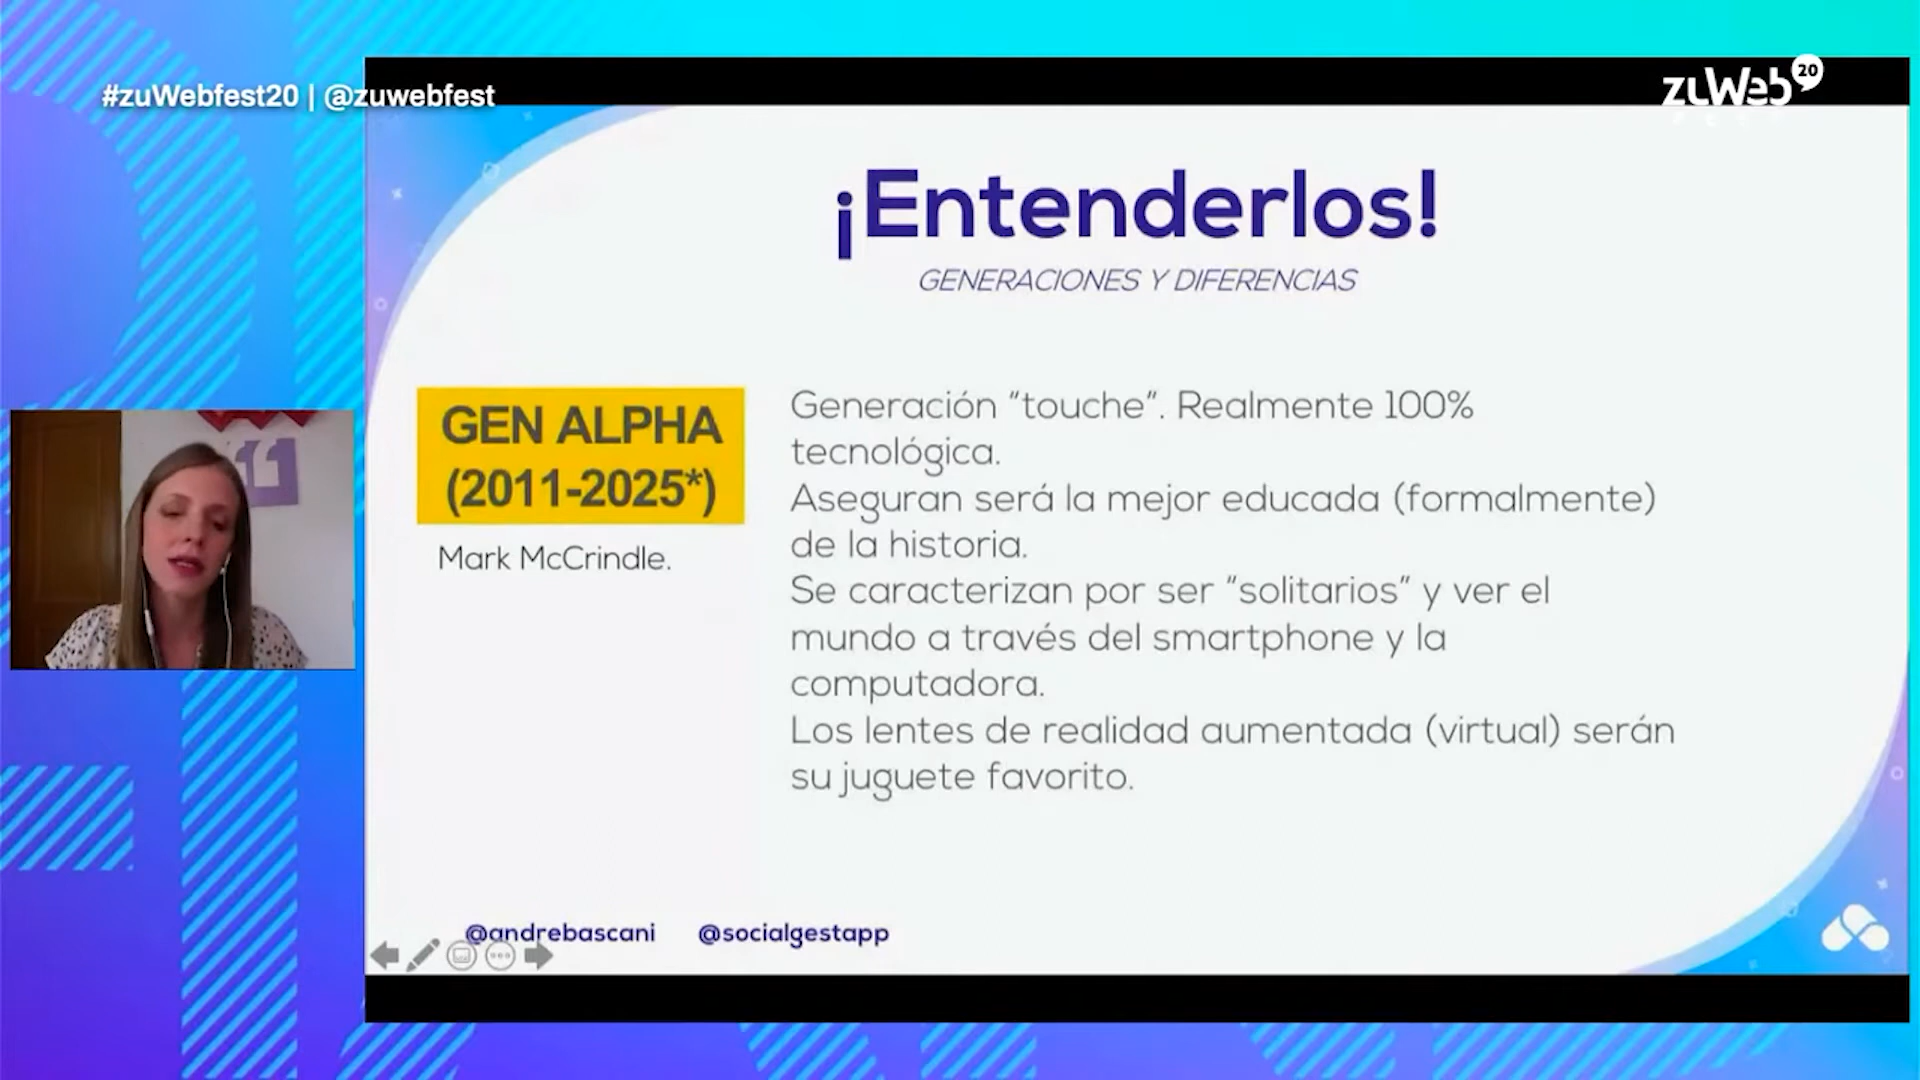 #zuWebfest20 | @zuwebfest
zuWeb 20
¡Entenderlos!
GENERACIONES Y DIFERENCIAS
GEN ALPHA
(2011-2025*)
Mark McCrindle.
Generación “touche”. Realmente 100%
tecnológica.
Aseguran será la mejor educada (formalmente)
de la historia.
Se caracterizan por ser “solitarios” y ver el
mundo a través del smartphone y la
computadora.
Los lentes de realidad aumentada (virtual) serán
su juguete favorito.
@andrebascani @socialgestapp